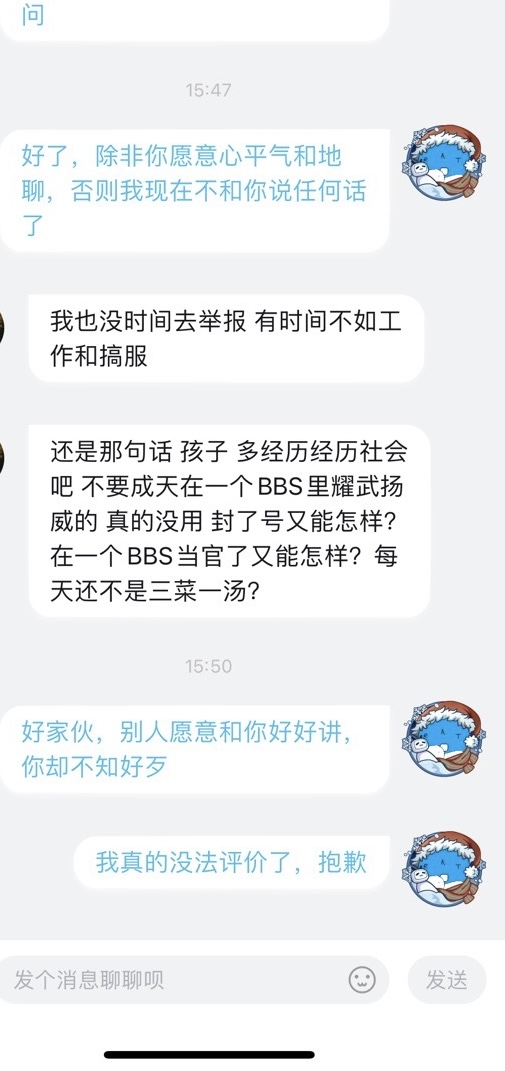 问
15:47
好了，除非你愿意心平气和地
聊，否则我现在不和你说任何话
了
我也没时间去举报 有时间不如工
作和搞服
还是那句话 孩子 多经历经历社会
吧 不要成天在一个BBS里耀武扬
威的 真的没用 封了号又能怎样？
在一个BBS当官了又能怎样？每
天还不是三菜一汤？
15:50
好家伙，别人愿意和你好好讲，
你却不知好歹
我真的没法评价了，抱歉
发个消息聊聊呗
发送